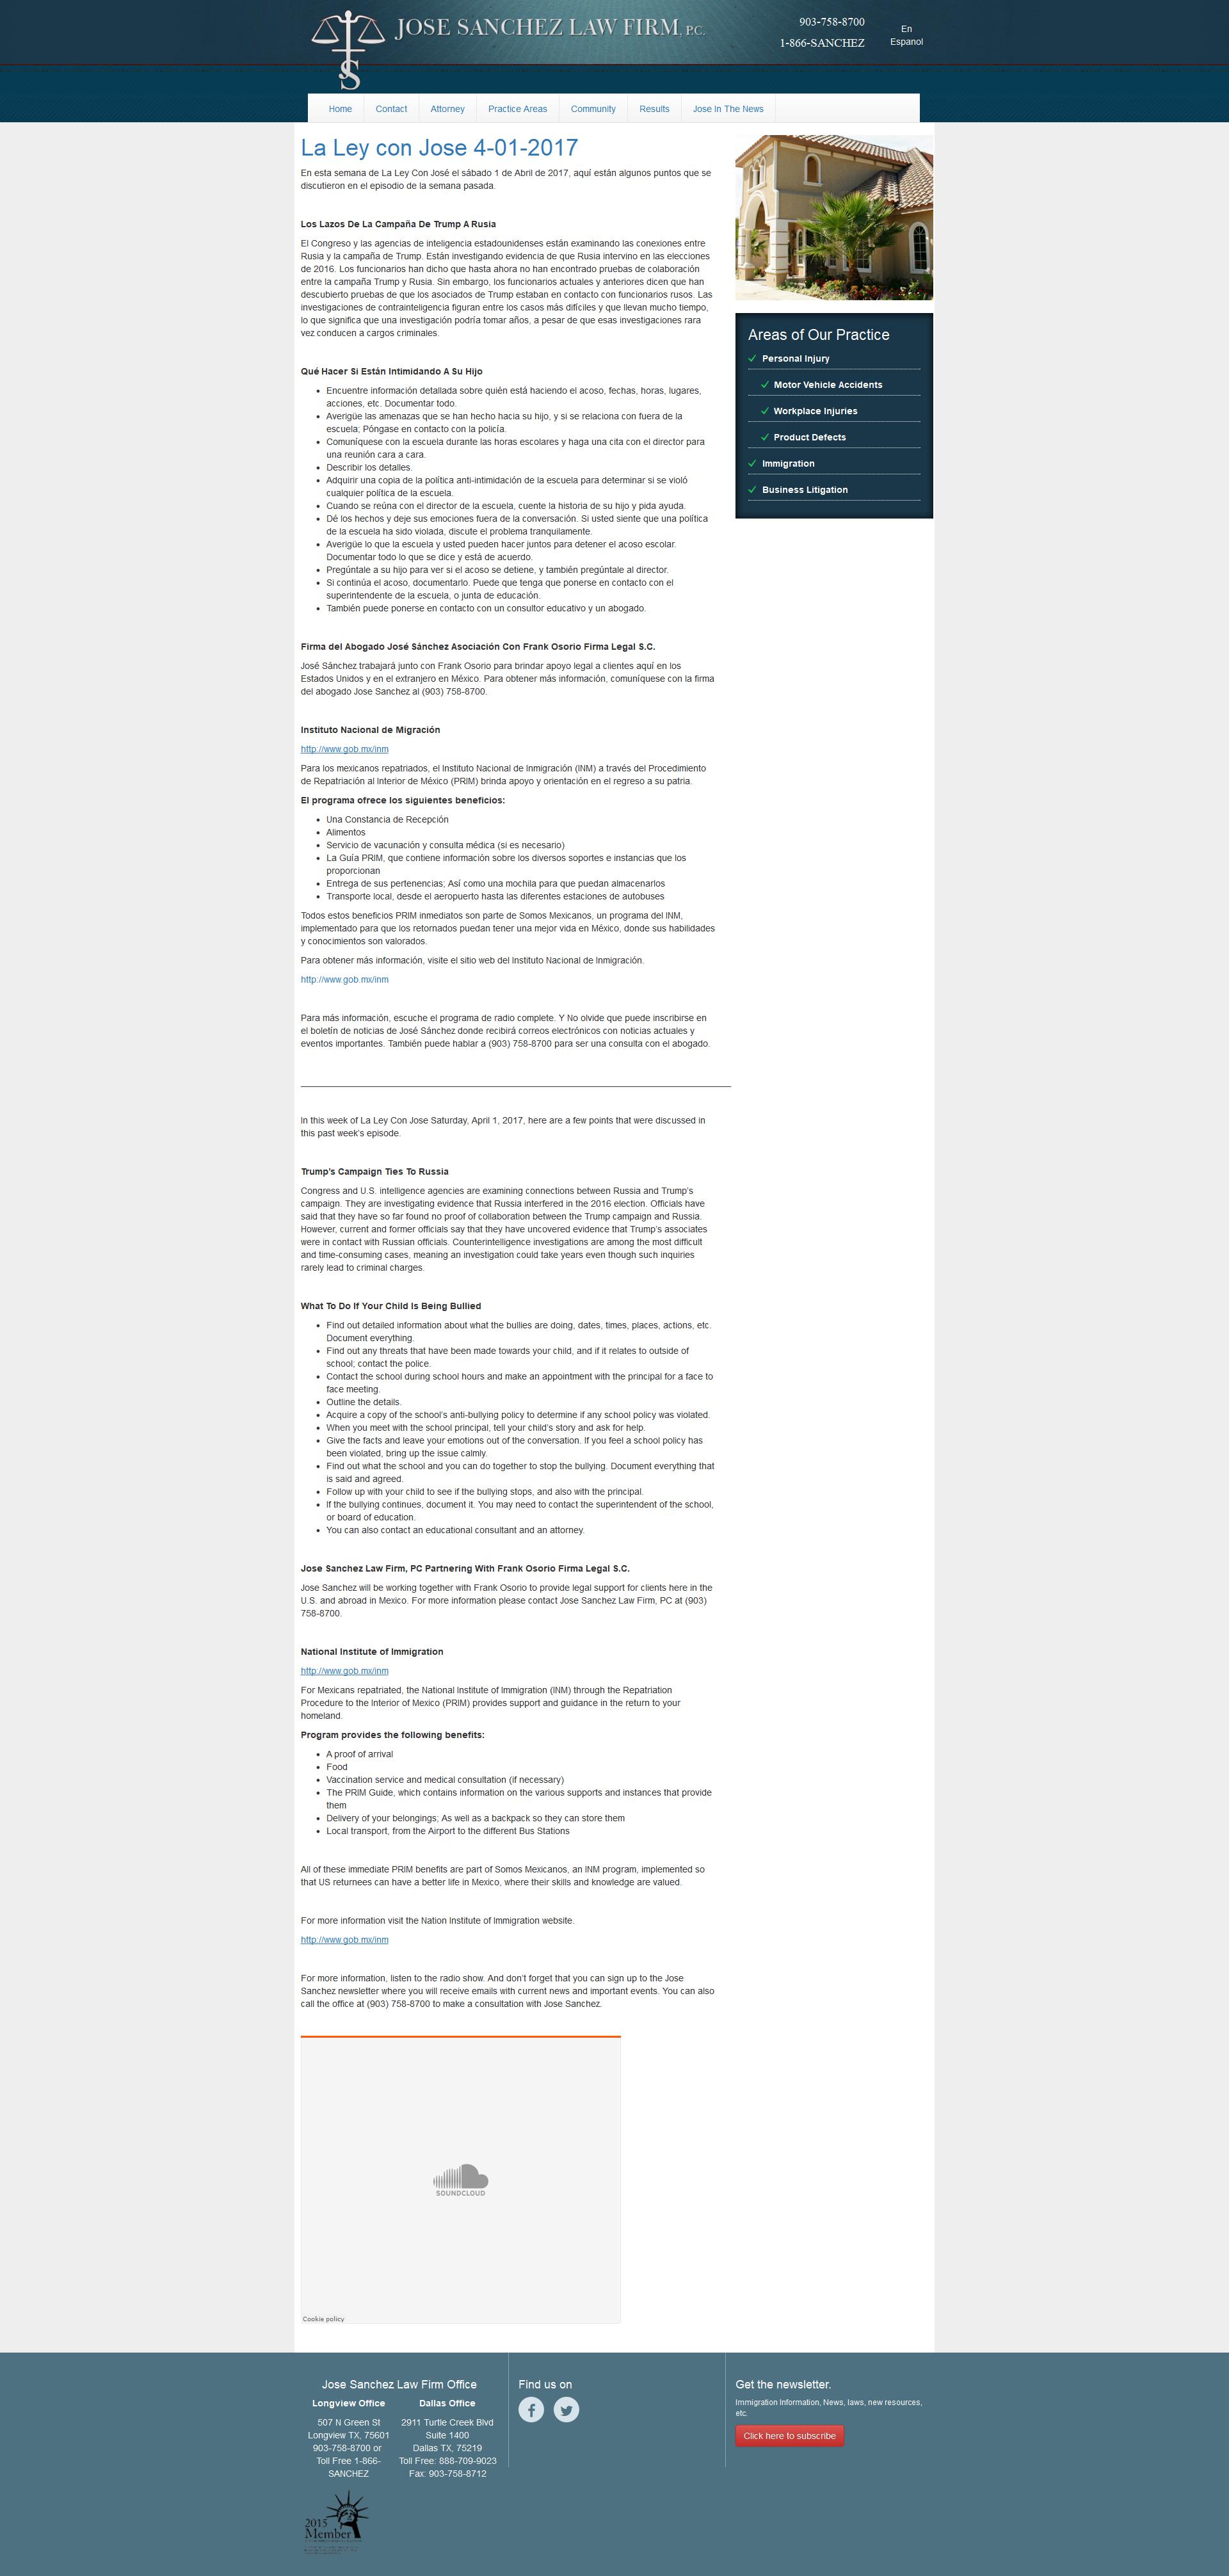 JOSE SANCHEZ LAW FIRM, P.C.
903-758-8700
1-866-SANCHEZ
En
Espanol
Home
Contact
Attorney
Practice Areas
Community
Results
Jose In The News
La Ley con Jose 4-01-2017
En esta semana de La Ley Con José el sábado 1 de Abril de 2017, aquí están algunos puntos que se
discutieron en el episodio de la semana pasada.
Los Lazos De La Campaña De Trump A Rusia
El Congreso y las agencias de inteligencia estadounidenses están examinando las conexiones entre
Rusia y la campaña de Trump. Están investigando evidencia de que Rusia intervino en las elecciones
de 2016. Los funcionarios han dicho que hasta ahora no han encontrado pruebas de colaboración
entre la campaña Trump y Rusia. Sin embargo, los funcionarios actuales y anteriores dicen que han
descubierto pruebas de que los asociados de Trump estaban en contacto con funcionarios rusos. Las
investigaciones de contrainteligencia figuran entre los casos más difíciles y que llevan mucho tiempo,
lo que significa que una investigación podría tomar años, a pesar de que esas investigaciones rara
vez conducen a cargos criminales.
Qué Hacer Si Están Intimidando A Su Hijo
• Encuentre información detallada sobre quién está haciendo el acoso, fechas, horas, lugares,
acciones, etc. Documentar todo.
• Averigüe las amenazas que se han hecho hacia su hijo, y si se relaciona con fuera de la
escuela; Póngase en contacto con la policía.
• Comuníquese con la escuela durante las horas escolares y haga una cita con el director para
una reunión cara a cara.
• Describir los detalles.
• Adquirir una copia de la política anti-intimidación de la escuela para determinar si se violó
cualquier política de la escuela.
• Cuando se reúna con el director de la escuela, cuente la historia de su hijo y pida ayuda.
• Dé los hechos y deje sus emociones fuera de la conversación. Si usted siente que una política
de la escuela ha sido violada, discute el problema tranquilamente.
• Averigüe lo que la escuela y usted pueden hacer juntos para detener el acoso escolar.
Documentar todo lo que se dice y está de acuerdo.
• Pregúntale a su hijo para ver si el acoso se detiene, y también pregúntale al director.
• Si continúa el acoso, documentarlo. Puede que tenga que ponerse en contacto con el
superintendente de la escuela, o junta de educación.
• También puede ponerse en contacto con un consultor educativo y un abogado.
Firma del Abogado José Sánchez Asociación Con Frank Osorio Firma Legal S.C.
José Sánchez trabajará junto con Frank Osorio para brindar apoyo legal a clientes aquí en los
Estados Unidos y en el extranjero en México. Para obtener más información, comuníquese con la firma
del abogado Jose Sanchez al (903) 758-8700.
Instituto Nacional de Migración
http://www.gob.mx/inm
Para los mexicanos repatriados, el Instituto Nacional de Inmigración (INM) a través del Procedimiento
de Repatriación al Interior de México (PRIM) brinda apoyo y orientación en el regreso a su patria.
El programa ofrece los siguientes beneficios:
• Una Constancia de Recepción
• Alimentos
• Servicio de vacunación y consulta médica (si es necesario)
• La Guía PRIM, que contiene información sobre los diversos soportes e instancias que los
proporcionan
• Entrega de sus pertenencias; Así como una mochila para que puedan almacenarlos
• Transporte local, desde el aeropuerto hasta las diferentes estaciones de autobuses
Todos estos beneficios PRIM inmediatos son parte de Somos Mexicanos, un programa del INM,
implementado para que los retornados puedan tener una mejor vida en México, donde sus habilidades
y conocimientos son valorados.
Para obtener más información, visite el sitio web del Instituto Nacional de Inmigración.
http://www.gob.mx/inm
Para más información, escuche el programa de radio complete. Y No olvide que puede inscribirse en
el boletín de noticias de José Sánchez donde recibirá correos electrónicos con noticias actuales y
eventos importantes. También puede hablar a (903) 758-8700 para ser una consulta con el abogado.
In this week of La Ley Con Jose Saturday, April 1, 2017, here are a few points that were discussed in
this past week's episode.
Trump's Campaign Ties To Russia
Congress and U.S. intelligence agencies are examining connections between Russia and Trump's
campaign. They are investigating evidence that Russia interfered in the 2016 election. Officials have
said that they have so far found no proof of collaboration between the Trump campaign and Russia.
However, current and former officials say that they have uncovered evidence that Trump's associates
were in contact with Russian officials. Counterintelligence investigations are among the most difficult
and time-consuming cases, meaning an investigation could take years even though such inquiries
rarely lead to criminal charges.
What To Do If Your Child Is Being Bullied
• Find out detailed information about what the bullies are doing, dates, times, places, actions, etc.
Document everything.
• Find out any threats that have been made towards your child, and if it relates to outside of
school; contact the police.
• Contact the school during school hours and make an appointment with the principal for a face to
face meeting.
• Outline the details.
• Acquire a copy of the school's anti-bullying policy to determine if any school policy was violated.
• When you meet with the school principal, tell your child's story and ask for help.
• Give the facts and leave your emotions out of the conversation. If you feel a school policy has
been violated, bring up the issue calmly.
• Find out what the school and you can do together to stop the bullying. Document everything that
is said and agreed.
• Follow up with your child to see if the bullying stops, and also with the principal.
• If the bullying continues, document it. You may need to contact the superintendent of the school,
or board of education.
• You can also contact an educational consultant and an attorney.
Jose Sanchez Law Firm, PC Partnering With Frank Osorio Firma Legal S.C.
Jose Sanchez will be working together with Frank Osorio to provide legal support for clients here in the
U.S. and abroad in Mexico. For more information please contact Jose Sanchez Law Firm, PC at (903)
758-8700.
National Institute of Immigration
http://www.gob.mx/inm
For Mexicans repatriated, the National Institute of Immigration (INM) through the Repatriation
Procedure to the Interior of Mexico (PRIM) provides support and guidance in the return to your
homeland.
Program provides the following benefits:
• A proof of arrival
• Food
• Vaccination service and medical consultation (if necessary)
• The PRIM Guide, which contains information on the various supports and instances that provide
them
• Delivery of your belongings; As well as a backpack so they can store them
• Local transport, from the Airport to the different Bus Stations
All of these immediate PRIM benefits are part of Somos Mexicanos, an INM program, implemented so
that US returnees can have a better life in Mexico, where their skills and knowledge are valued.
For more information visit the Nation Institute of Immigration website.
http://www.gob.mx/inm
For more information, listen to the radio show. And don't forget that you can sign up to the Jose
Sanchez newsletter where you will receive emails with current news and important events. You can also
call the office at (903) 758-8700 to make a consultation with Jose Sanchez.
SOUNDCLOUD
Cookie policy
Areas of Our Practice
Personal Injury
Motor Vehicle Accidents
Workplace Injuries
Product Defects
Immigration
Business Litigation
Jose Sanchez Law Firm Office
Longview Office
507 N Green St
Longview TX, 75601
903-758-8700 or
Toll Free 1-866-
SANCHEZ
Dallas Office
2911 Turtle Creek Blvd
Suite 1400
Dallas TX, 75219
Toll Free: 888-709-9023
Fax: 903-758-8712
2015
Member
Find us on
Get the newsletter.
Immigration Information, News, laws, new resources,
etc.
Click here to subscribe